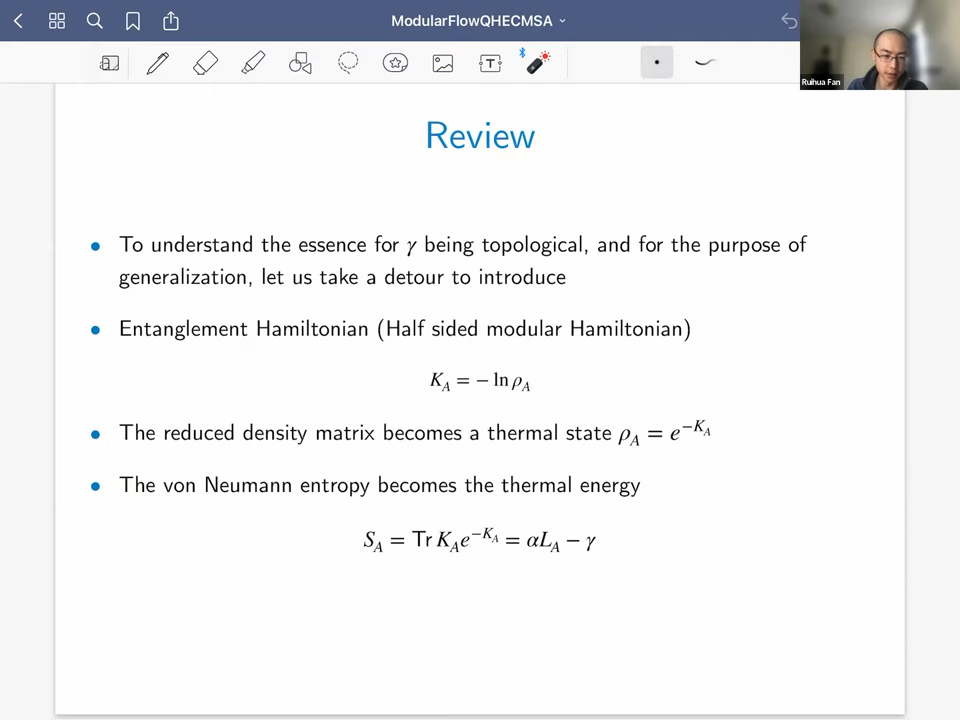 ModularFlowQHECMSA
Ruihua Fan
Review
• To understand the essence for γ being topological, and for the purpose of
generalization, let us take a detour to introduce
• Entanglement Hamiltonian (Half sided modular Hamiltonian)
K_A = − ln ρ_A
• The reduced density matrix becomes a thermal state ρ_A = e^{−K_A}
• The von Neumann entropy becomes the thermal energy
S_A = Tr K_A e^{−K_A} = αL_A − γ